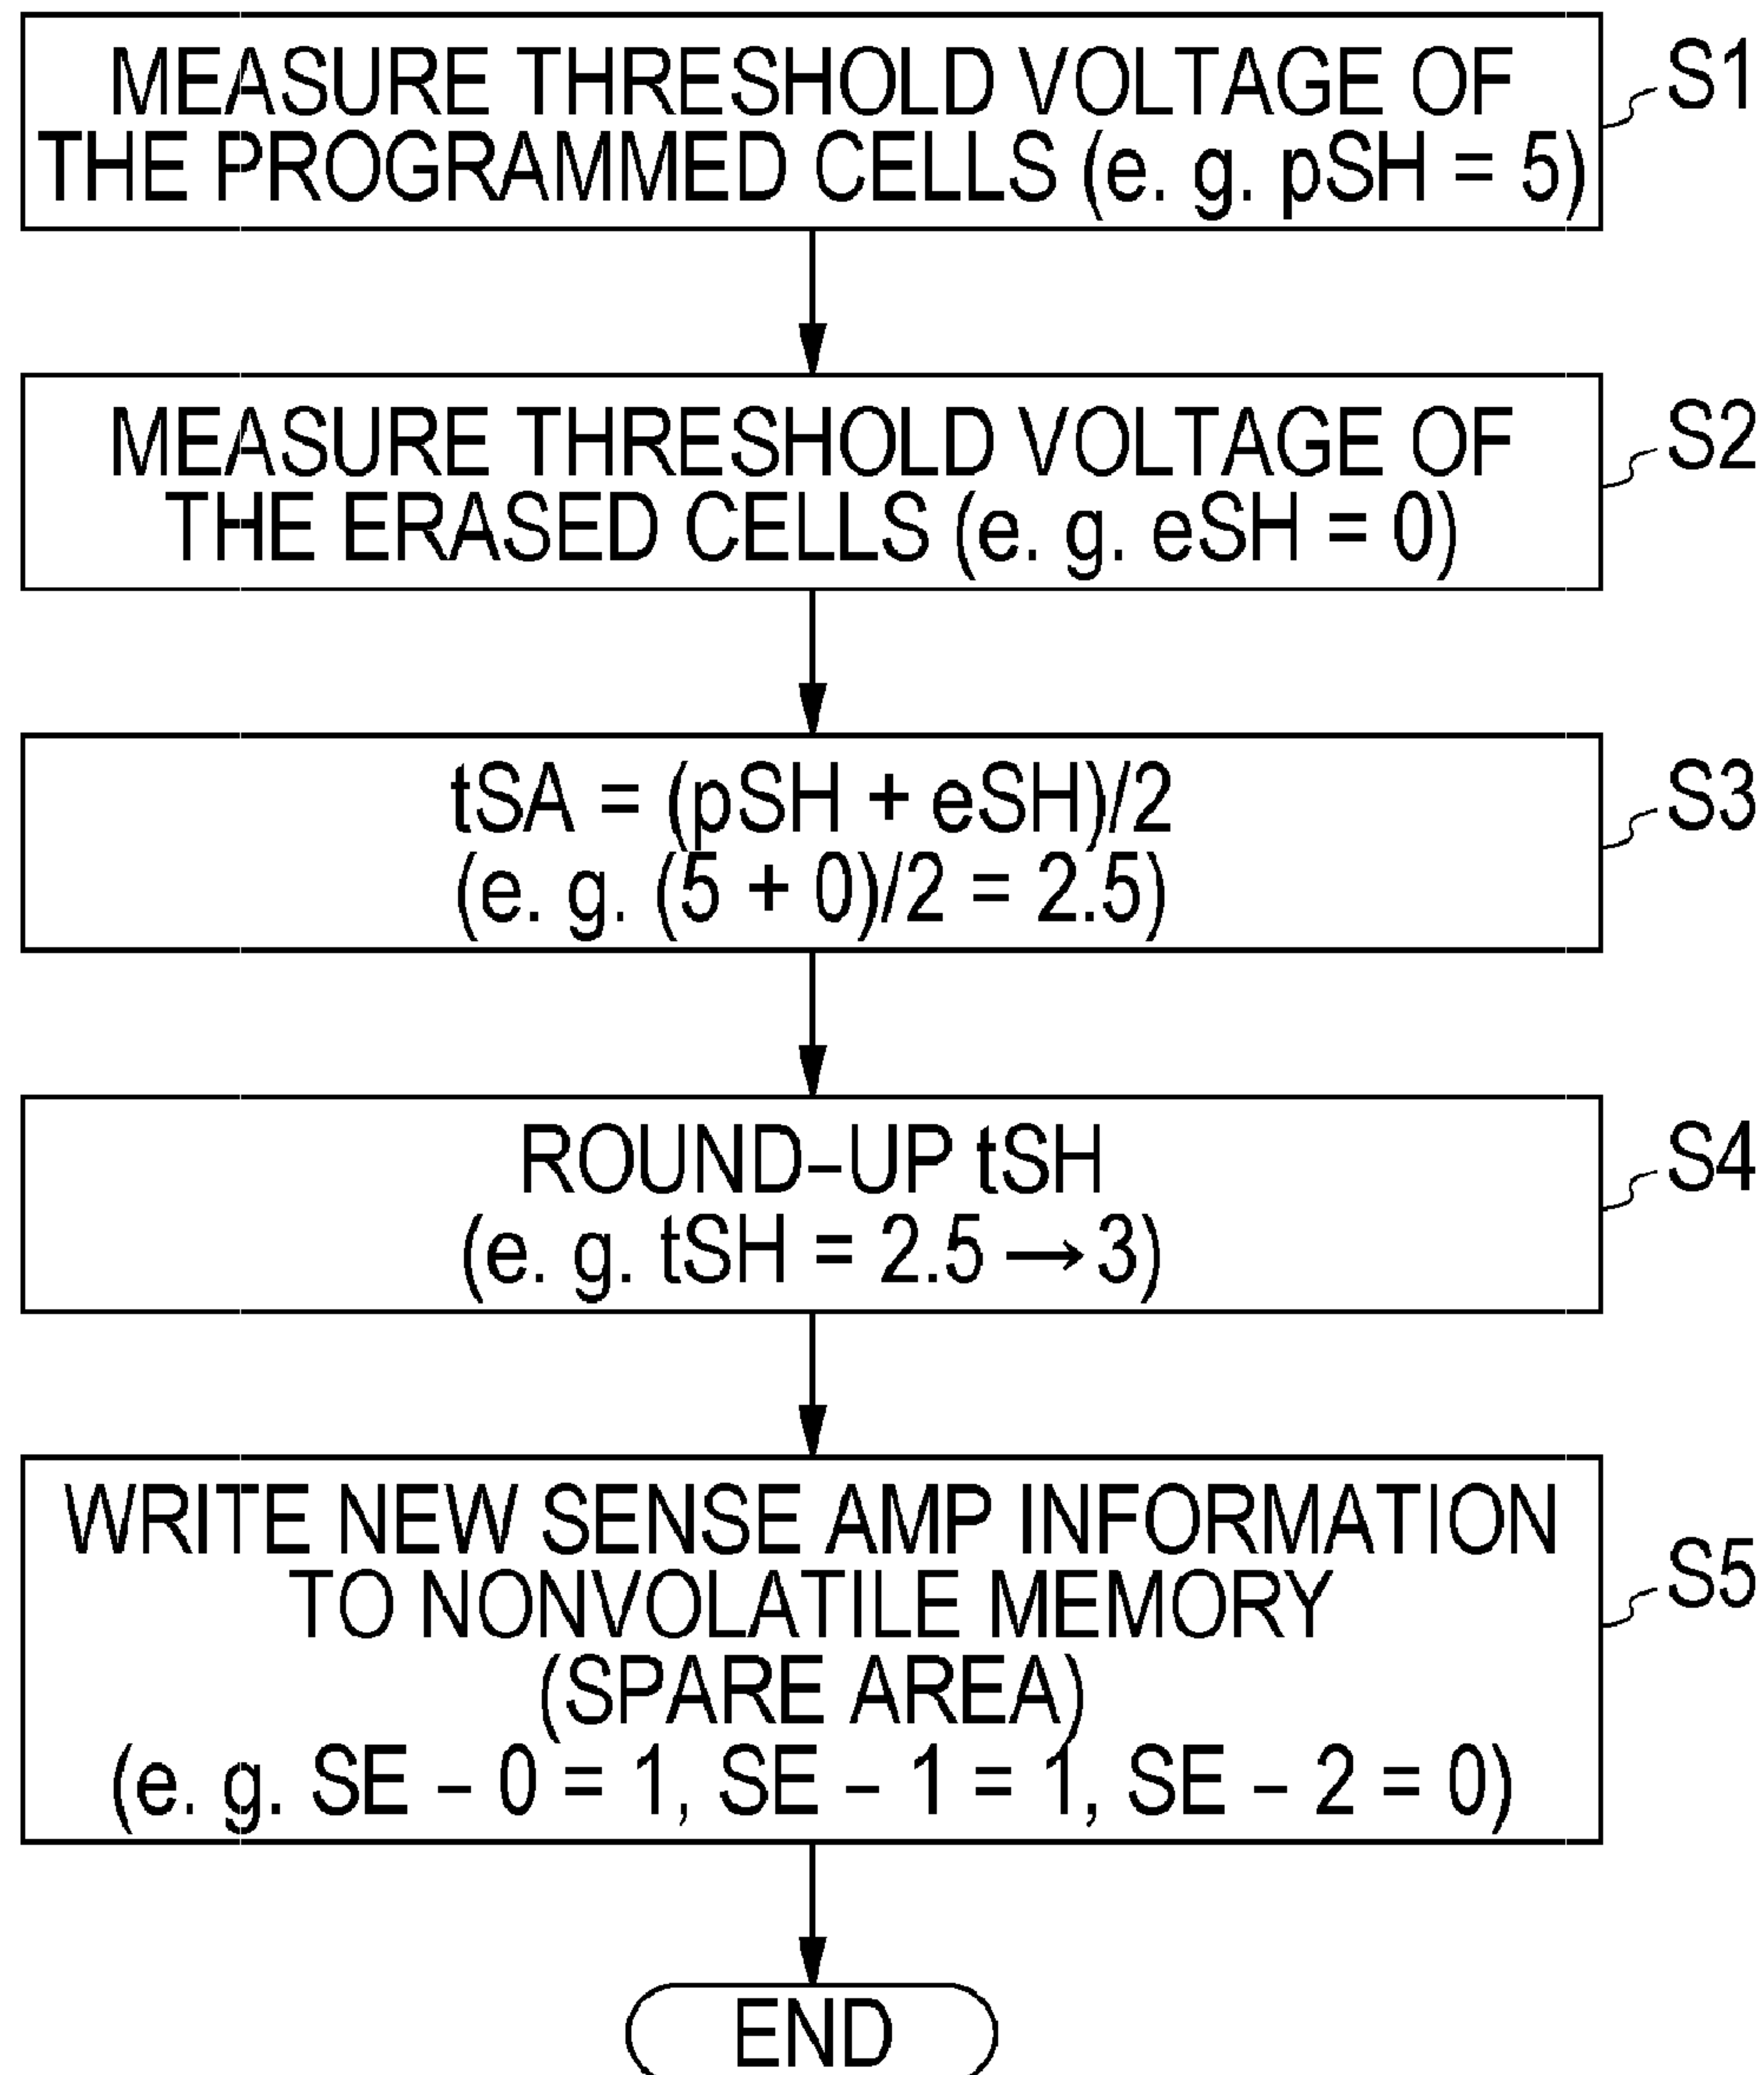 MEASURE THRESHOLD VOLTAGE OF
THE PROGRAMMED CELLS (e. g. pSH = 5)
S1
MEASURE THRESHOLD VOLTAGE OF
THE ERASED CELLS (e. g. eSH = 0)
S2
tSA = (pSH + eSH)/2
(e. g. (5 + 0)/2 = 2.5)
S3
ROUND–UP tSH
(e. g. tSH = 2.5 → 3)
S4
WRITE NEW SENSE AMP INFORMATION
TO NONVOLATILE MEMORY
(SPARE AREA)
(e. g. SE – 0 = 1, SE – 1 = 1, SE – 2 = 0)
S5
END